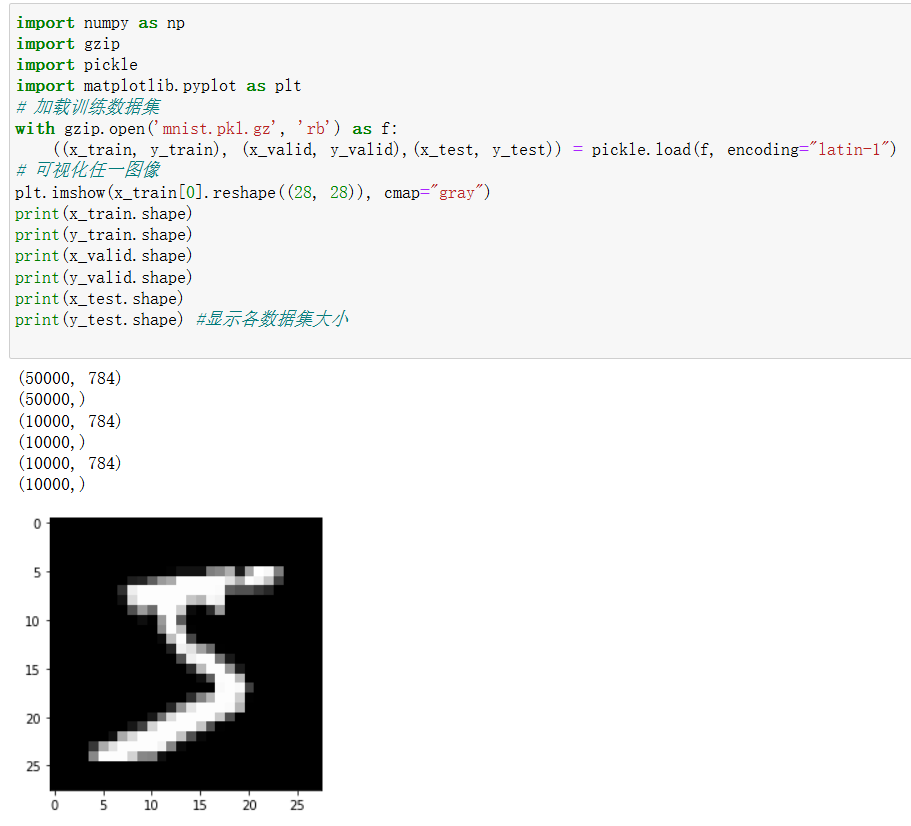 import numpy as np
import gzip
import pickle
import matplotlib.pyplot as plt
# 加载训练数据集
with gzip.open('mnist.pkl.gz', 'rb') as f:
    ((x_train, y_train), (x_valid, y_valid),(x_test, y_test)) = pickle.load(f, encoding="latin-1")
# 可视化任一图像
plt.imshow(x_train[0].reshape((28, 28)), cmap="gray")
print(x_train.shape)
print(y_train.shape)
print(x_valid.shape)
print(y_valid.shape)
print(x_test.shape)
print(y_test.shape) #显示各数据集大小
(50000, 784)
(50000,)
(10000, 784)
(10000,)
(10000, 784)
(10000,)
0
5
10
15
20
25
0 5 10 15 20 25